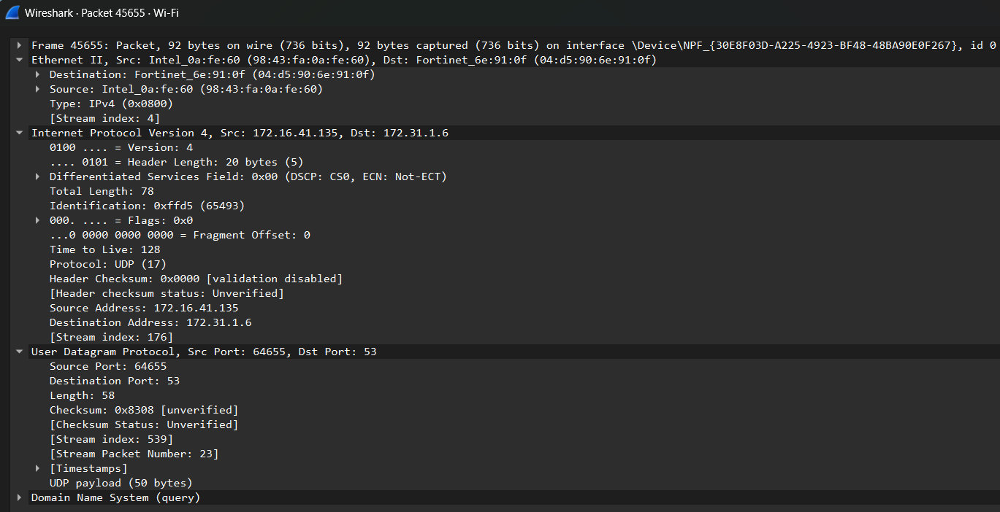 Wireshark · Packet 45655 · Wi-Fi
Frame 45655: Packet, 92 bytes on wire (736 bits), 92 bytes captured (736 bits) on interface \Device\NPF_{30E8F03D-A225-4923-BF48-48BA90E0F267}, id 0
Ethernet II, Src: Intel_0a:fe:60 (98:43:fa:0a:fe:60), Dst: Fortinet_6e:91:0f (04:d5:90:6e:91:0f)
Destination: Fortinet_6e:91:0f (04:d5:90:6e:91:0f)
Source: Intel_0a:fe:60 (98:43:fa:0a:fe:60)
Type: IPv4 (0x0800)
[Stream index: 4]
Internet Protocol Version 4, Src: 172.16.41.135, Dst: 172.31.1.6
0100 .... = Version: 4
.... 0101 = Header Length: 20 bytes (5)
Differentiated Services Field: 0x00 (DSCP: CS0, ECN: Not-ECT)
Total Length: 78
Identification: 0xffd5 (65493)
000. .... = Flags: 0x0
...0 0000 0000 0000 = Fragment Offset: 0
Time to Live: 128
Protocol: UDP (17)
Header Checksum: 0x0000 [validation disabled]
[Header checksum status: Unverified]
Source Address: 172.16.41.135
Destination Address: 172.31.1.6
[Stream index: 176]
User Datagram Protocol, Src Port: 64655, Dst Port: 53
Source Port: 64655
Destination Port: 53
Length: 58
Checksum: 0x8308 [unverified]
[Checksum Status: Unverified]
[Stream index: 539]
[Stream Packet Number: 23]
[Timestamps]
UDP payload (50 bytes)
Domain Name System (query)